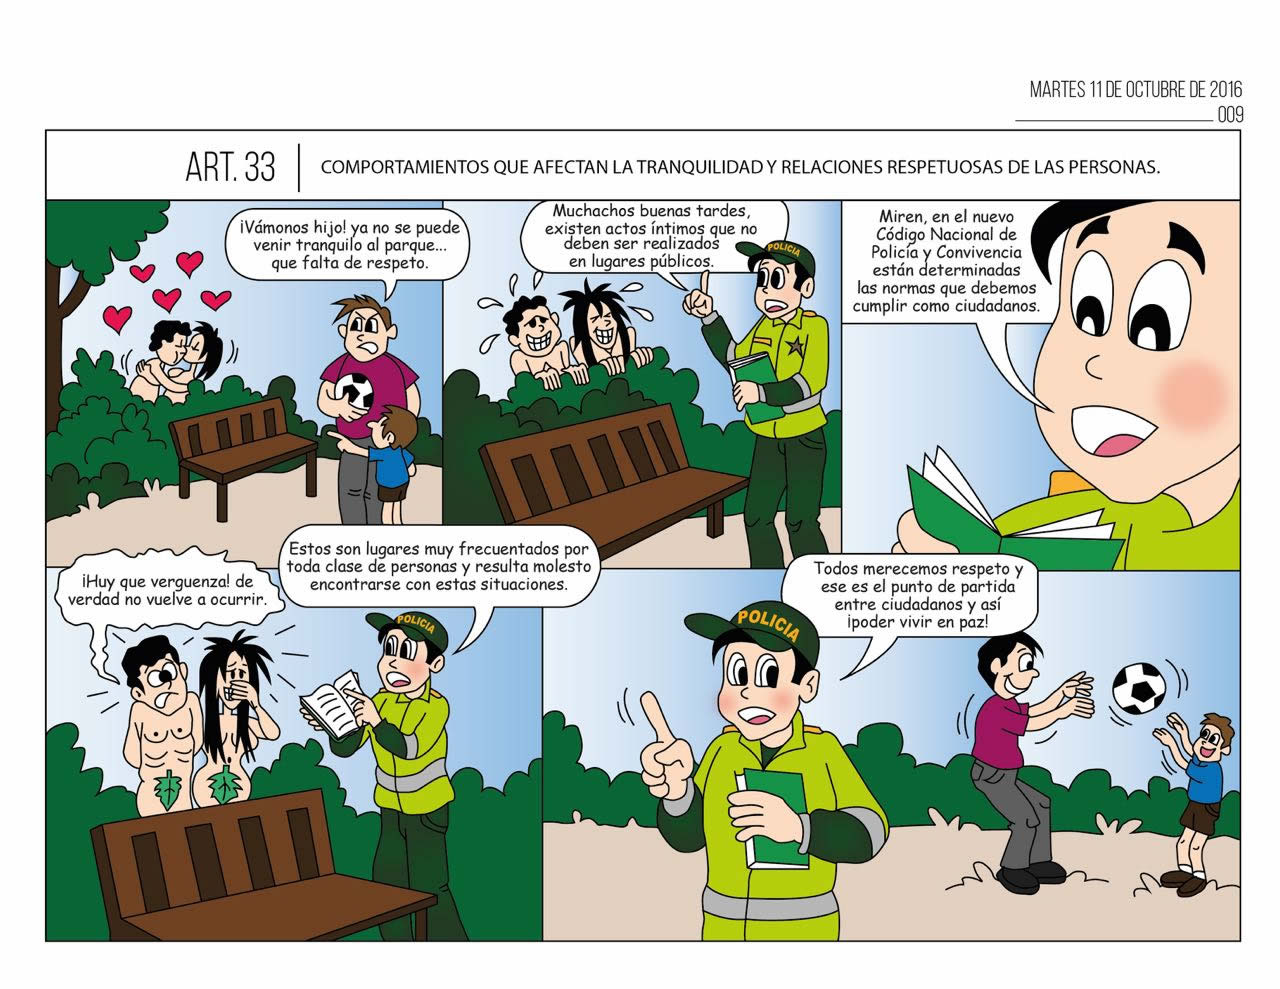 MARTES 11 DE OCTUBRE DE 2016
009
ART. 33
COMPORTAMIENTOS QUE AFECTAN LA TRANQUILIDAD Y RELACIONES RESPETUOSAS DE LAS PERSONAS.
¡Vámonos hijo! ya no se puede
venir tranquilo al parque...
que falta de respeto.
Muchachos buenas tardes,
existen actos íntimos que no
deben ser realizados
en lugares públicos.
POLICIA
Miren, en el nuevo
Código Nacional de
Policía y Convivencia
están determinadas
las normas que debemos
cumplir como ciudadanos.
¡Huy que verguenza! de
verdad no vuelve a ocurrir.
Estos son lugares muy frecuentados por
toda clase de personas y resulta molesto
encontrarse con estas situaciones.
POLICIA
Todos merecemos respeto y
ese es el punto de partida
entre ciudadanos y así
¡poder vivir en paz!
POLICIA